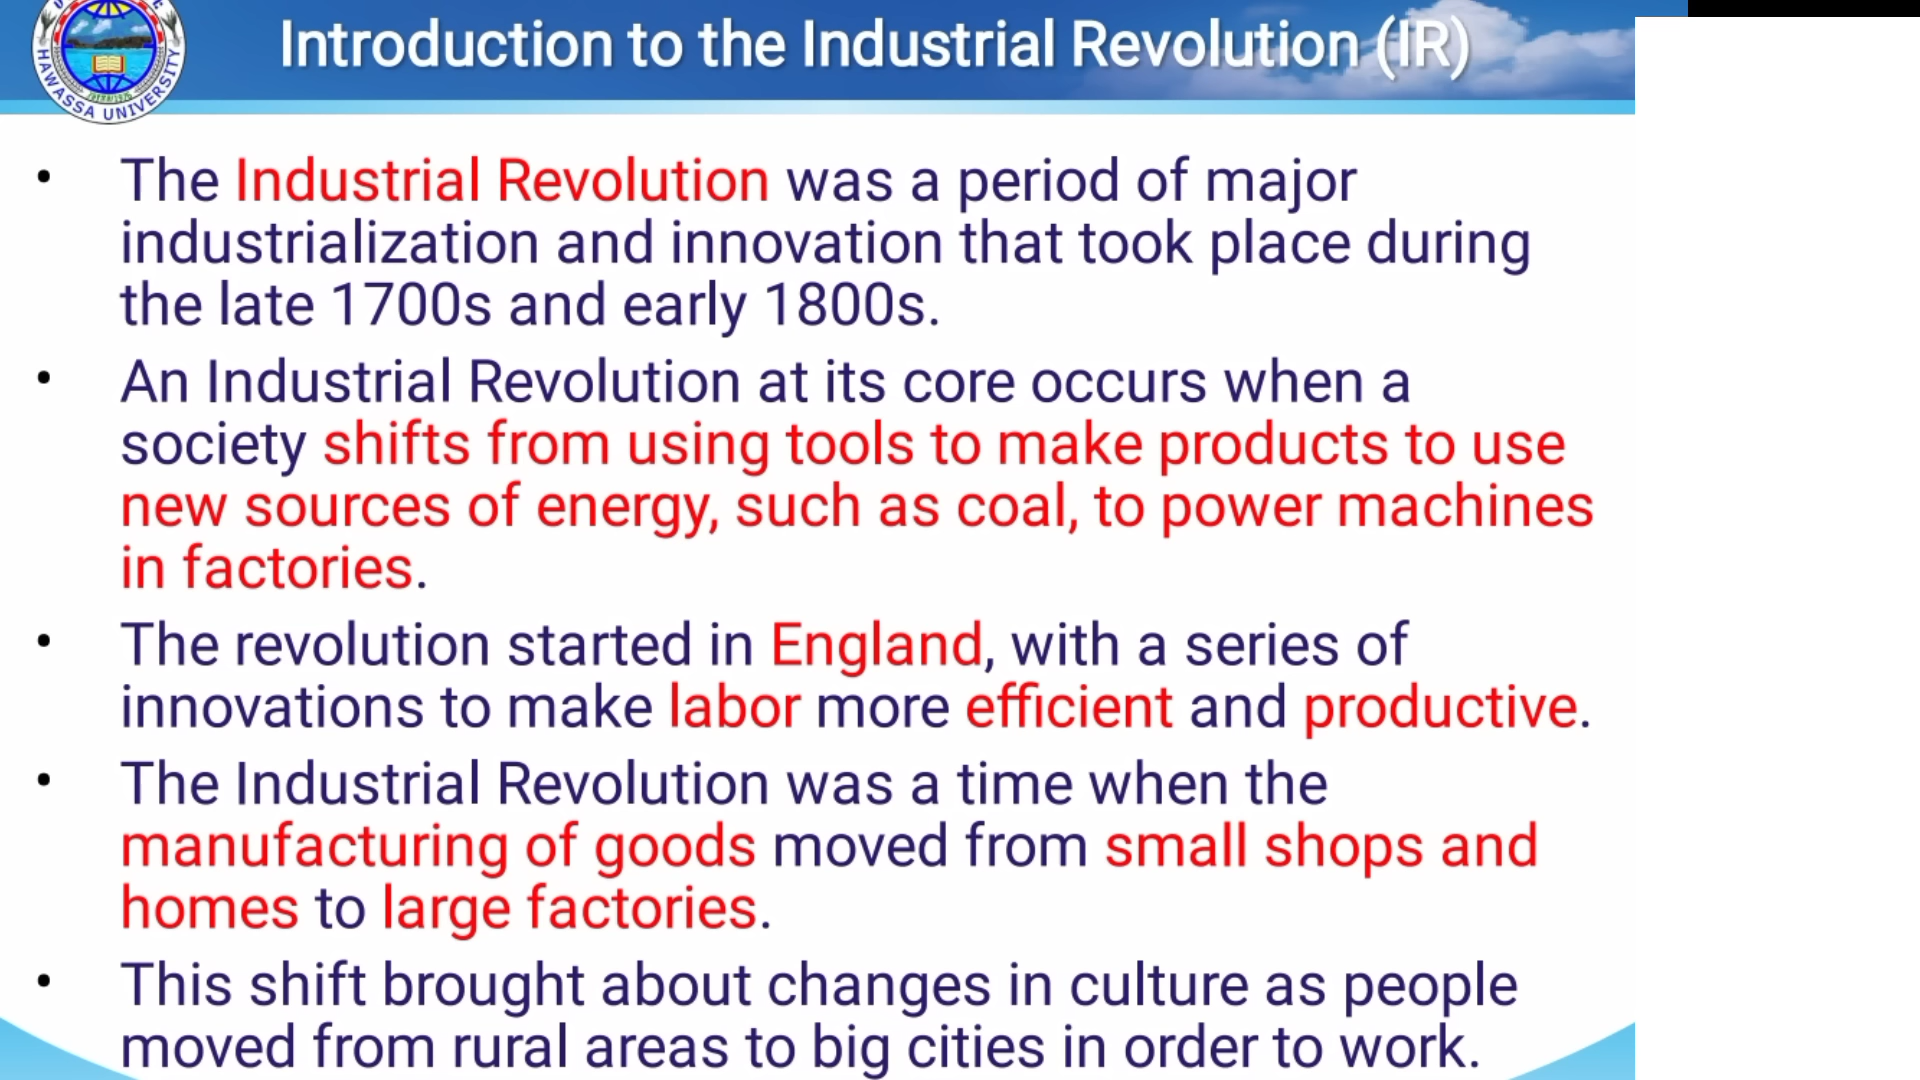 Introduction to the Industrial Revolution (IR)
HAWASSA UNIVERSITY
• The Industrial Revolution was a period of major
industrialization and innovation that took place during
the late 1700s and early 1800s.
• An Industrial Revolution at its core occurs when a
society shifts from using tools to make products to use
new sources of energy, such as coal, to power machines
in factories.
• The revolution started in England, with a series of
innovations to make labor more efficient and productive.
• The Industrial Revolution was a time when the
manufacturing of goods moved from small shops and
homes to large factories.
• This shift brought about changes in culture as people
moved from rural areas to big cities in order to work.